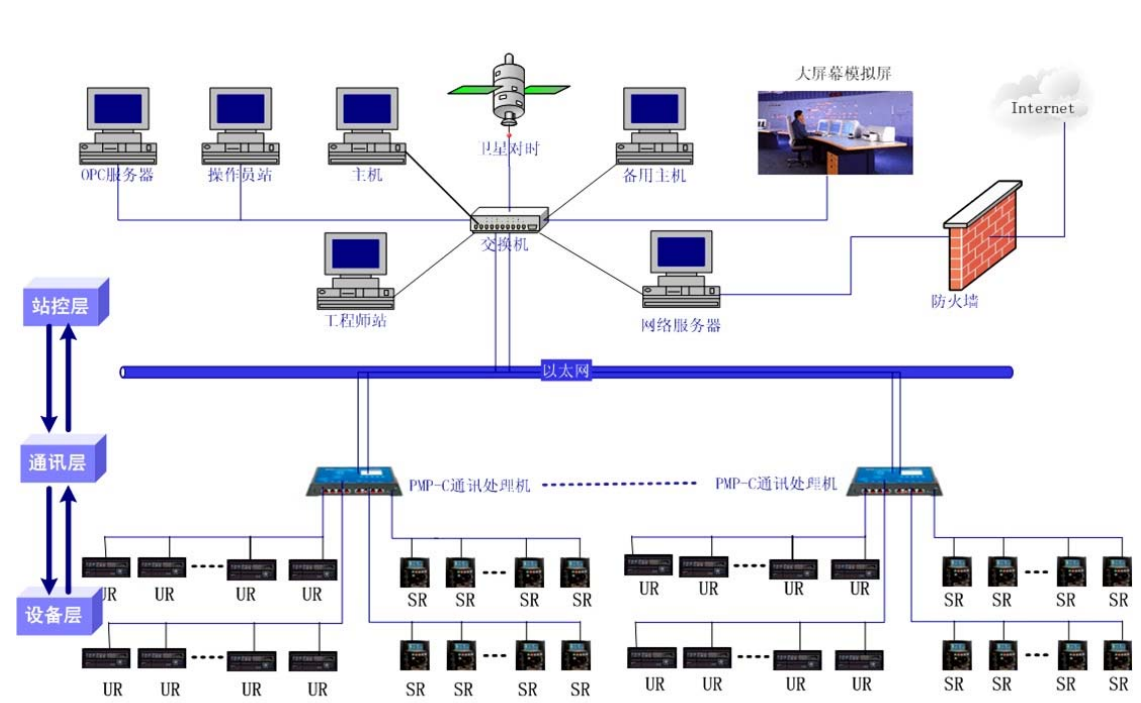 大屏幕模拟屏
Internet
卫星对时
OPC服务器
操作员站
主机
备用主机
交换机
工程师站
网络服务器
防火墙
站控层
以太网
通讯层
PMP-C通讯处理机
PMP-C通讯处理机
设备层
UR UR UR UR
SR SR SR SR
UR UR UR UR
SR SR SR SR
UR UR UR UR
SR SR SR SR
UR UR UR UR
SR SR SR SR